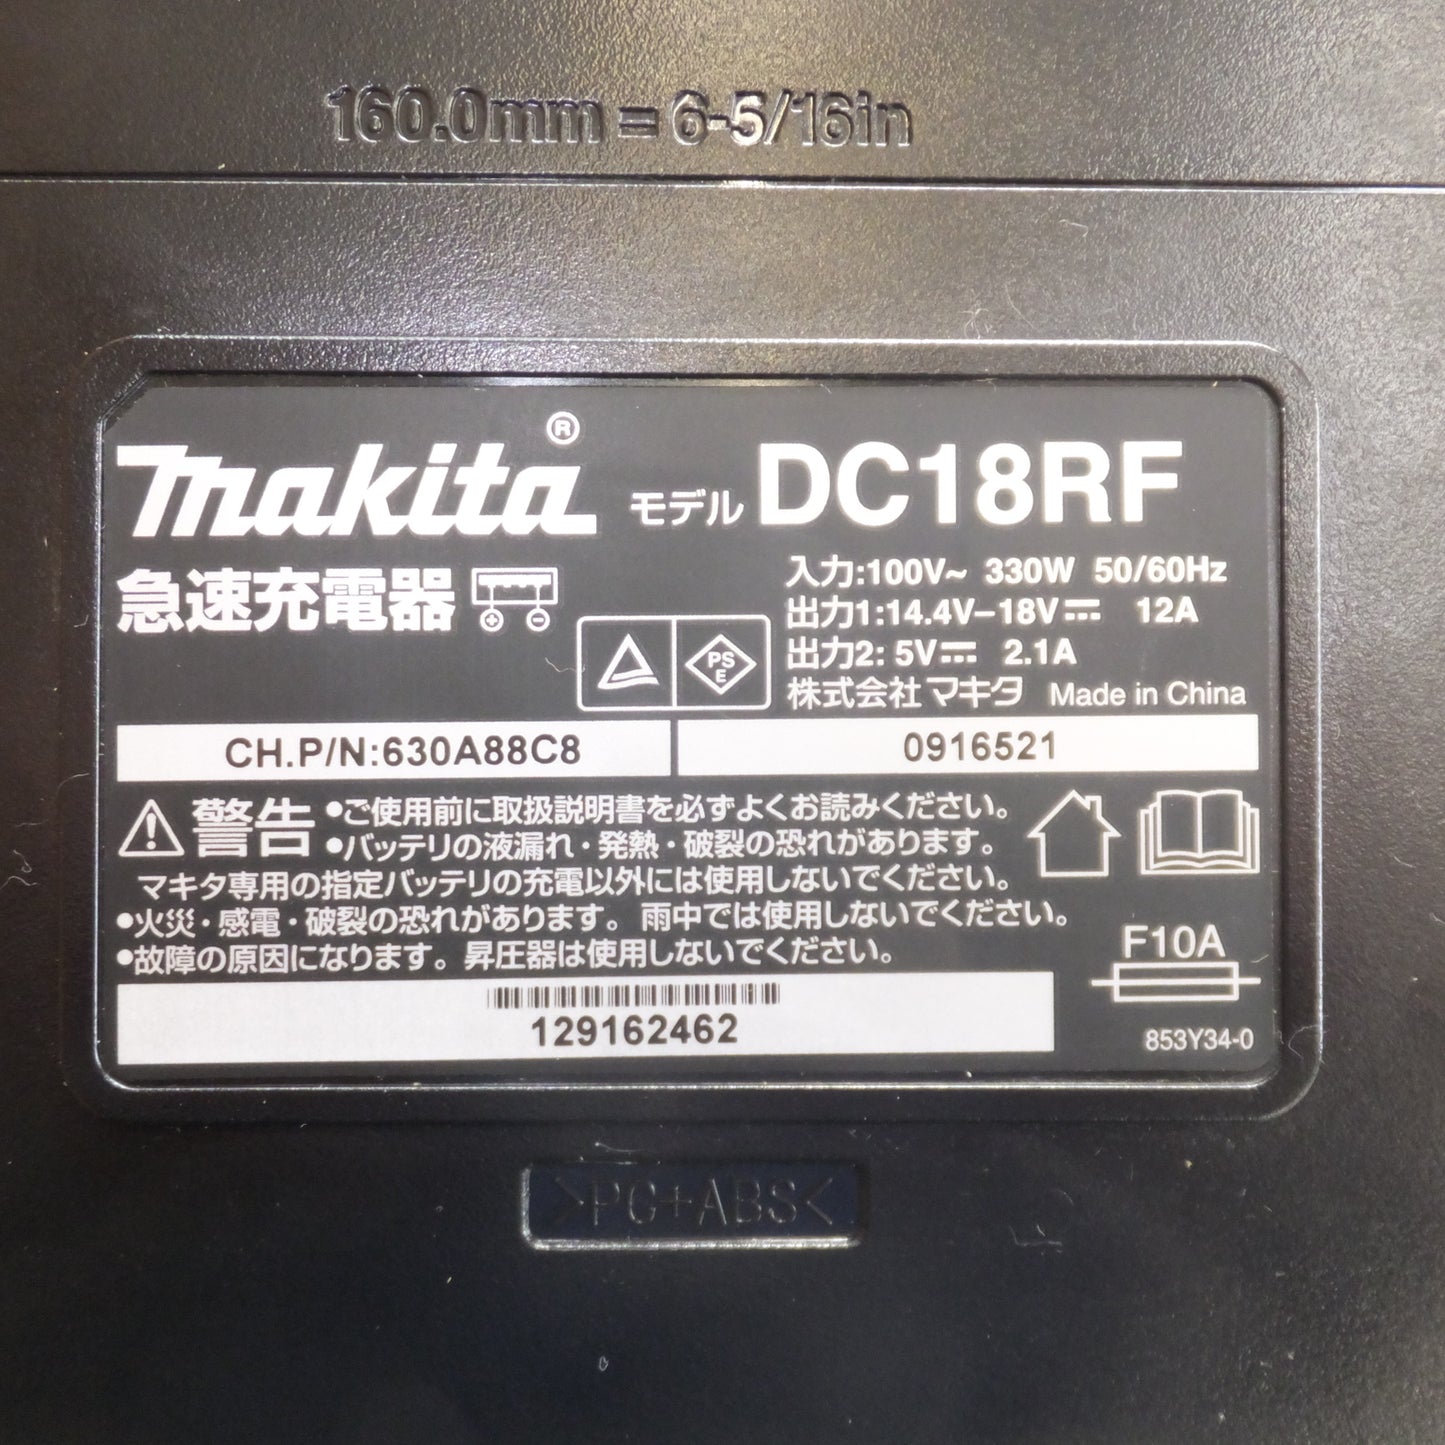 160.0mm = 6-5/16in
makita® モデル DC18RF
急速充電器
入力:100V~ 330W 50/60Hz
出力1:14.4V–18V⎓ 12A
出力2: 5V⎓ 2.1A
株式会社マキタ Made in China
PS
E
CH.P/N:630A88C8
0916521
警告 •ご使用前に取扱説明書を必ずよくお読みください。
•バッテリの液漏れ・発熱・破裂の恐れがあります。
マキタ専用の指定バッテリの充電以外には使用しないでください。
•火災・感電・破裂の恐れがあります。雨中では使用しないでください。
•故障の原因になります。昇圧器は使用しないでください。
F10A
129162462
853Y34-0
>PC+ABS<